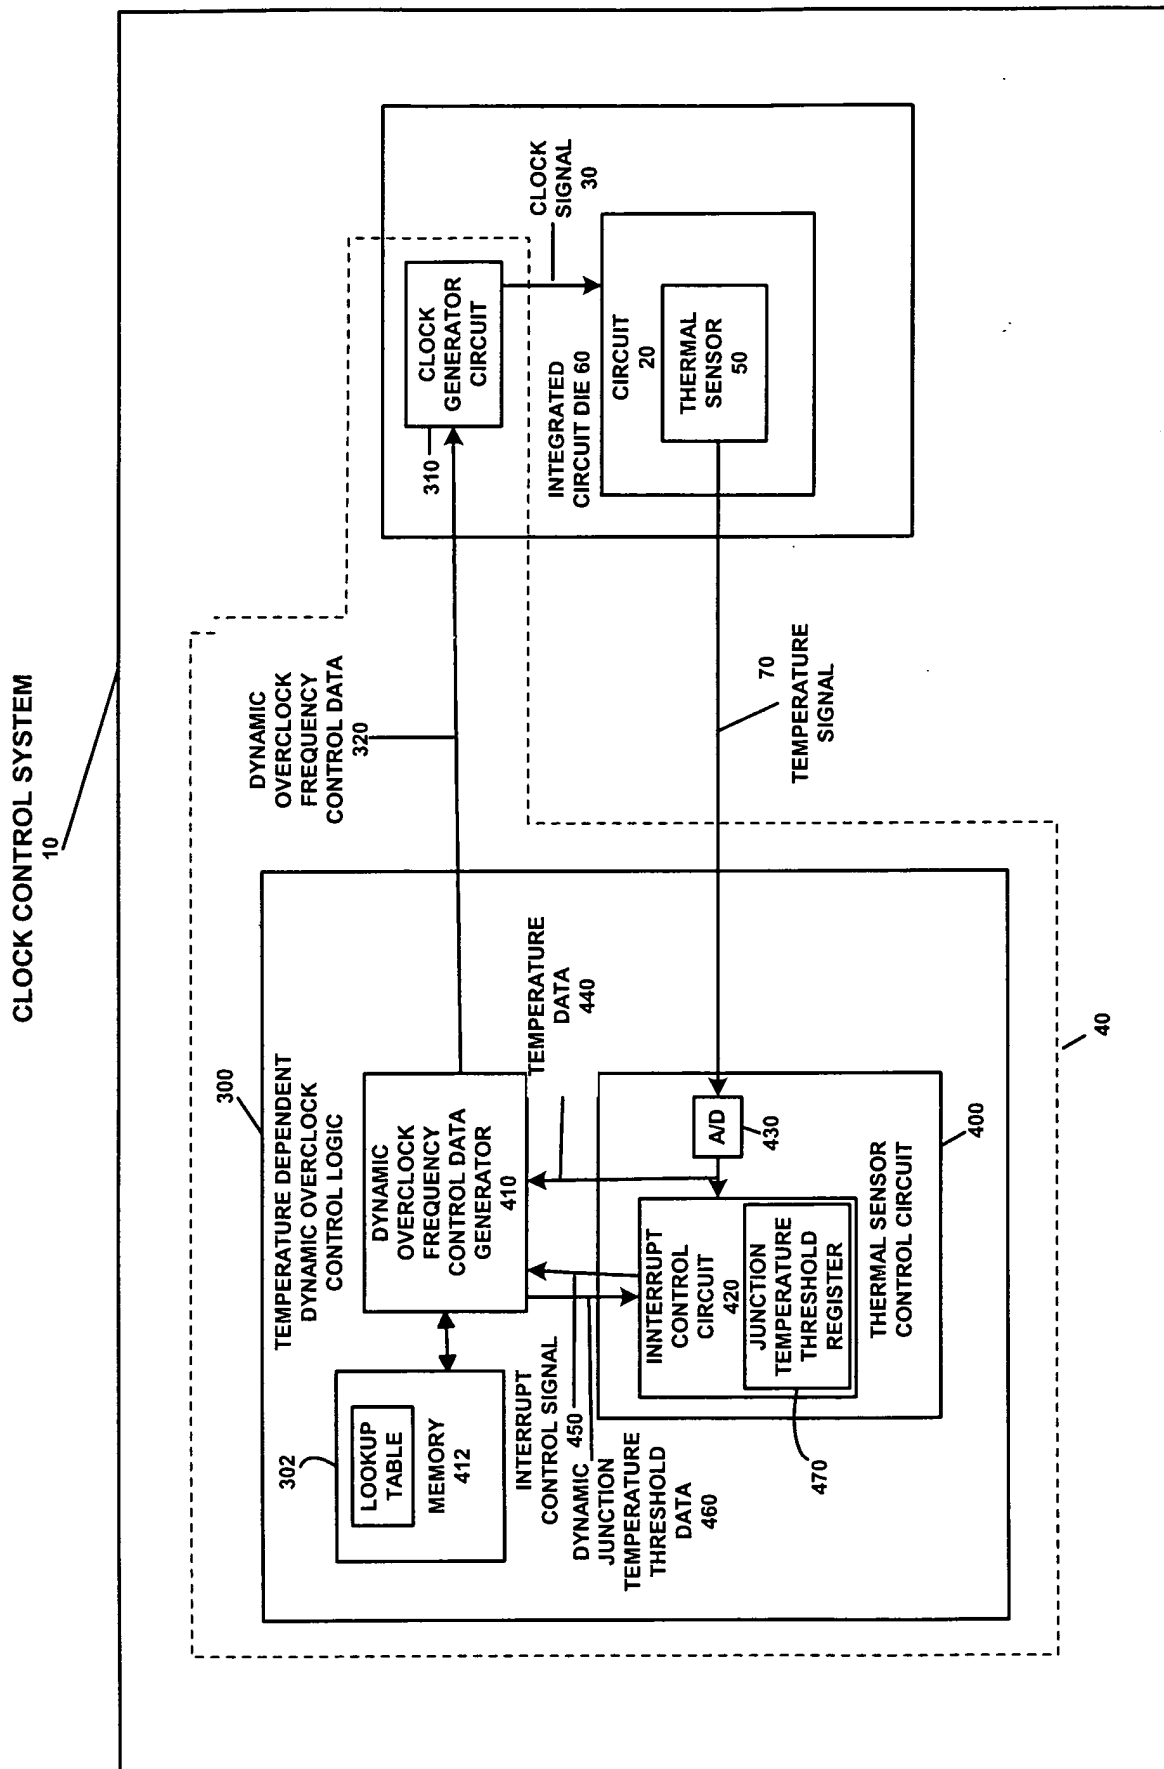 CLOCK CONTROL SYSTEM
10
300
TEMPERATURE DEPENDENT
DYNAMIC OVERCLOCK
CONTROL LOGIC
302
LOOKUP
TABLE
MEMORY
412
DYNAMIC
OVERCLOCK
FREQUENCY
CONTROL DATA
GENERATOR
410
DYNAMIC
OVERCLOCK
FREQUENCY
CONTROL DATA
320
310
CLOCK
GENERATOR
CIRCUIT
CLOCK
SIGNAL
30
INTERRUPT
CONTROL SIGNAL
450
DYNAMIC
JUNCTION
TEMPERATURE
THRESHOLD
DATA
460
TEMPERATURE
DATA
440
INTEGRATED
CIRCUIT DIE 60
CIRCUIT
20
THERMAL
SENSOR
50
INNTERRUPT
CONTROL
CIRCUIT
420
JUNCTION
TEMPERATURE
THRESHOLD
REGISTER
470
A/D
430
THERMAL SENSOR
CONTROL CIRCUIT
400
70
TEMPERATURE
SIGNAL
40